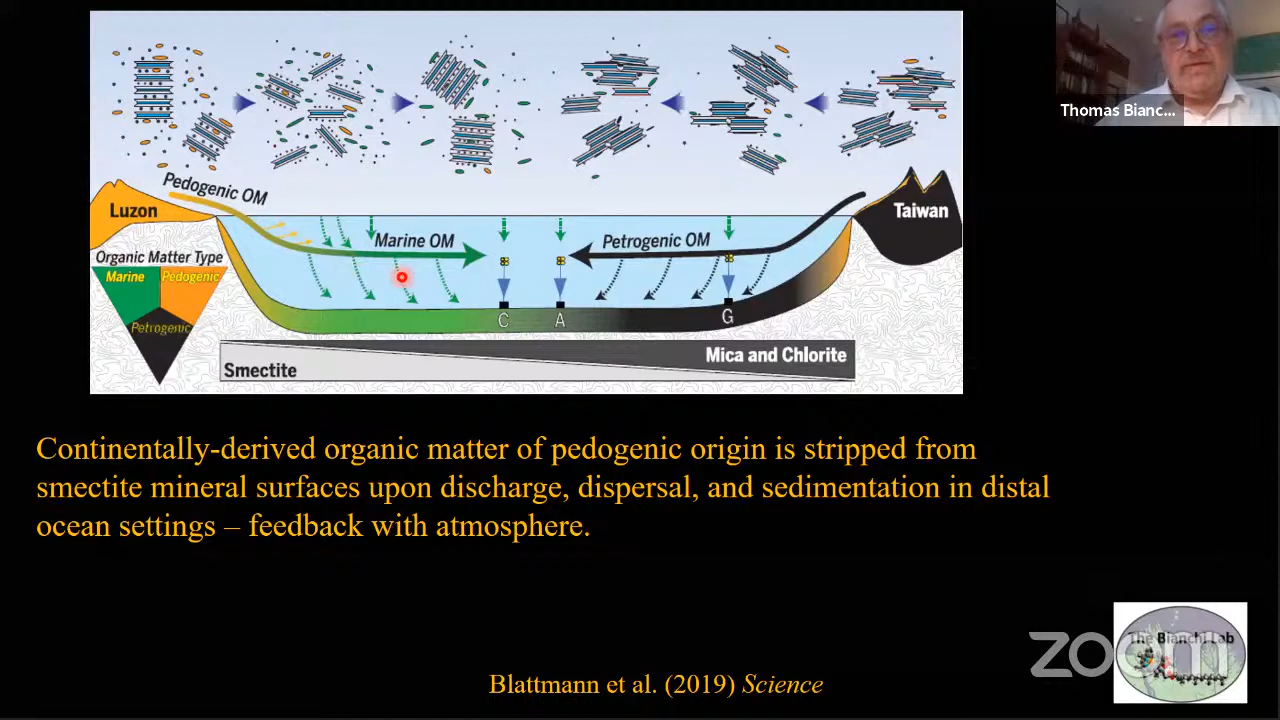 Thomas Bianc...
Pedogenic OM
Luzon
Taiwan
Marine OM
Petrogenic OM
Organic Matter Type
Marine
Pedogenic
Petrogenic
C
A
G
Mica and Chlorite
Smectite
Continentally-derived organic matter of pedogenic origin is stripped from
smectite mineral surfaces upon discharge, dispersal, and sedimentation in distal
ocean settings – feedback with atmosphere.
The Bianchi Lab
zoom
Blattmann et al. (2019) Science